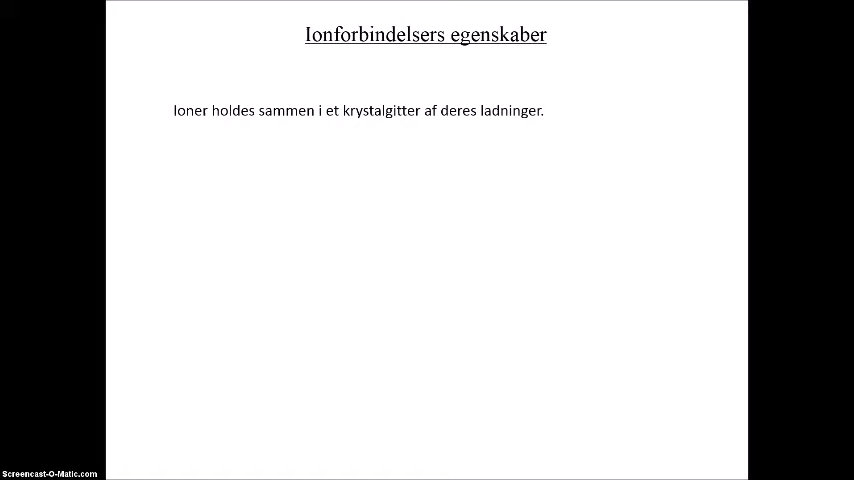 Ionforbindelsers egenskaber
Ioner holdes sammen i et krystalgitter af deres ladninger.
Screencast-O-Matic.com